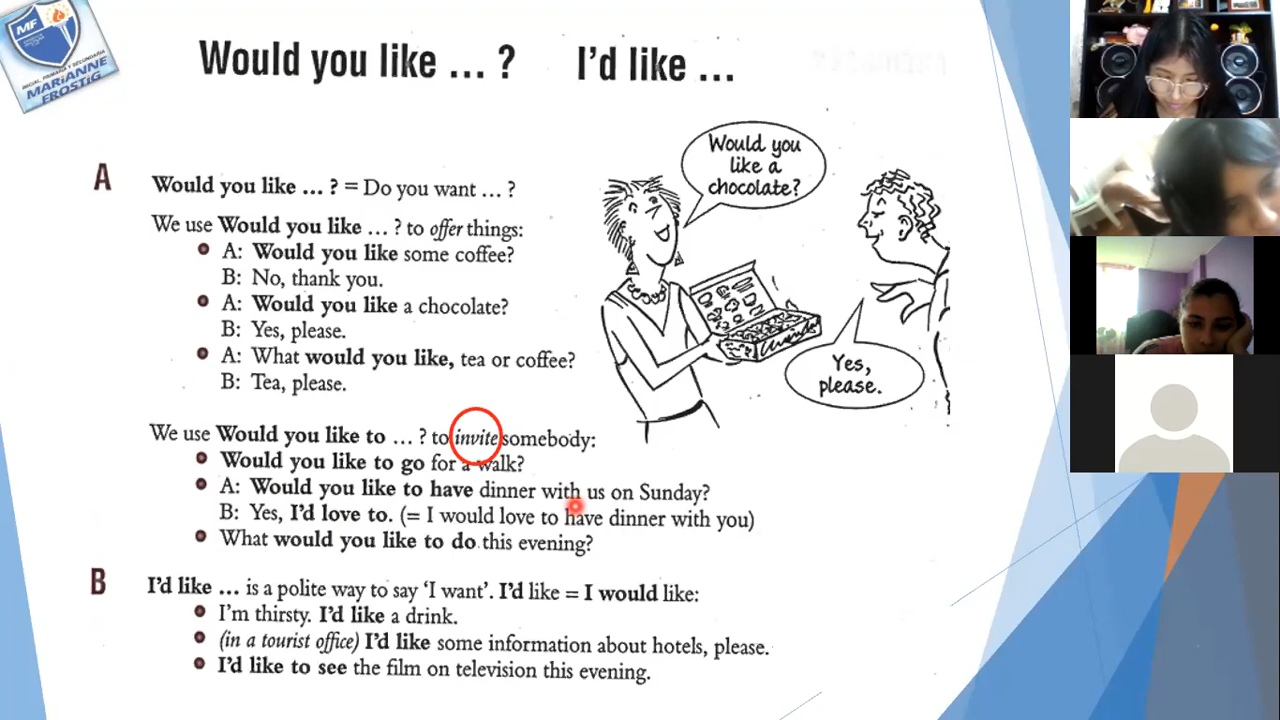 MF
INICIAL, PRIMARIA Y SECUNDARIA
MARIANNE
FROSTIG
Would you like ... ? I'd like ...
Would you
like a
chocolate?
Yes,
please.
A
Would you like ... ? = Do you want ... ?
We use Would you like ... ? to offer things:
• A: Would you like some coffee?
B: No, thank you.
• A: Would you like a chocolate?
B: Yes, please.
• A: What would you like, tea or coffee?
B: Tea, please.
We use Would you like to ... ? to invite somebody:
• Would you like to go for a walk?
• A: Would you like to have dinner with us on Sunday?
B: Yes, I'd love to. (= I would love to have dinner with you)
• What would you like to do this evening?
B
I'd like ... is a polite way to say 'I want'. I'd like = I would like:
• I'm thirsty. I'd like a drink.
• (in a tourist office) I'd like some information about hotels, please.
• I'd like to see the film on television this evening.